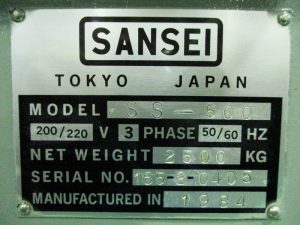 SANSEI
TOKYO JAPAN
MODEL SS-500
200/220 V 3 PHASE 50/60 HZ
NET WEIGHT 2500 KG
SERIAL NO. 155-8-0405
MANUFACTURED IN 1984